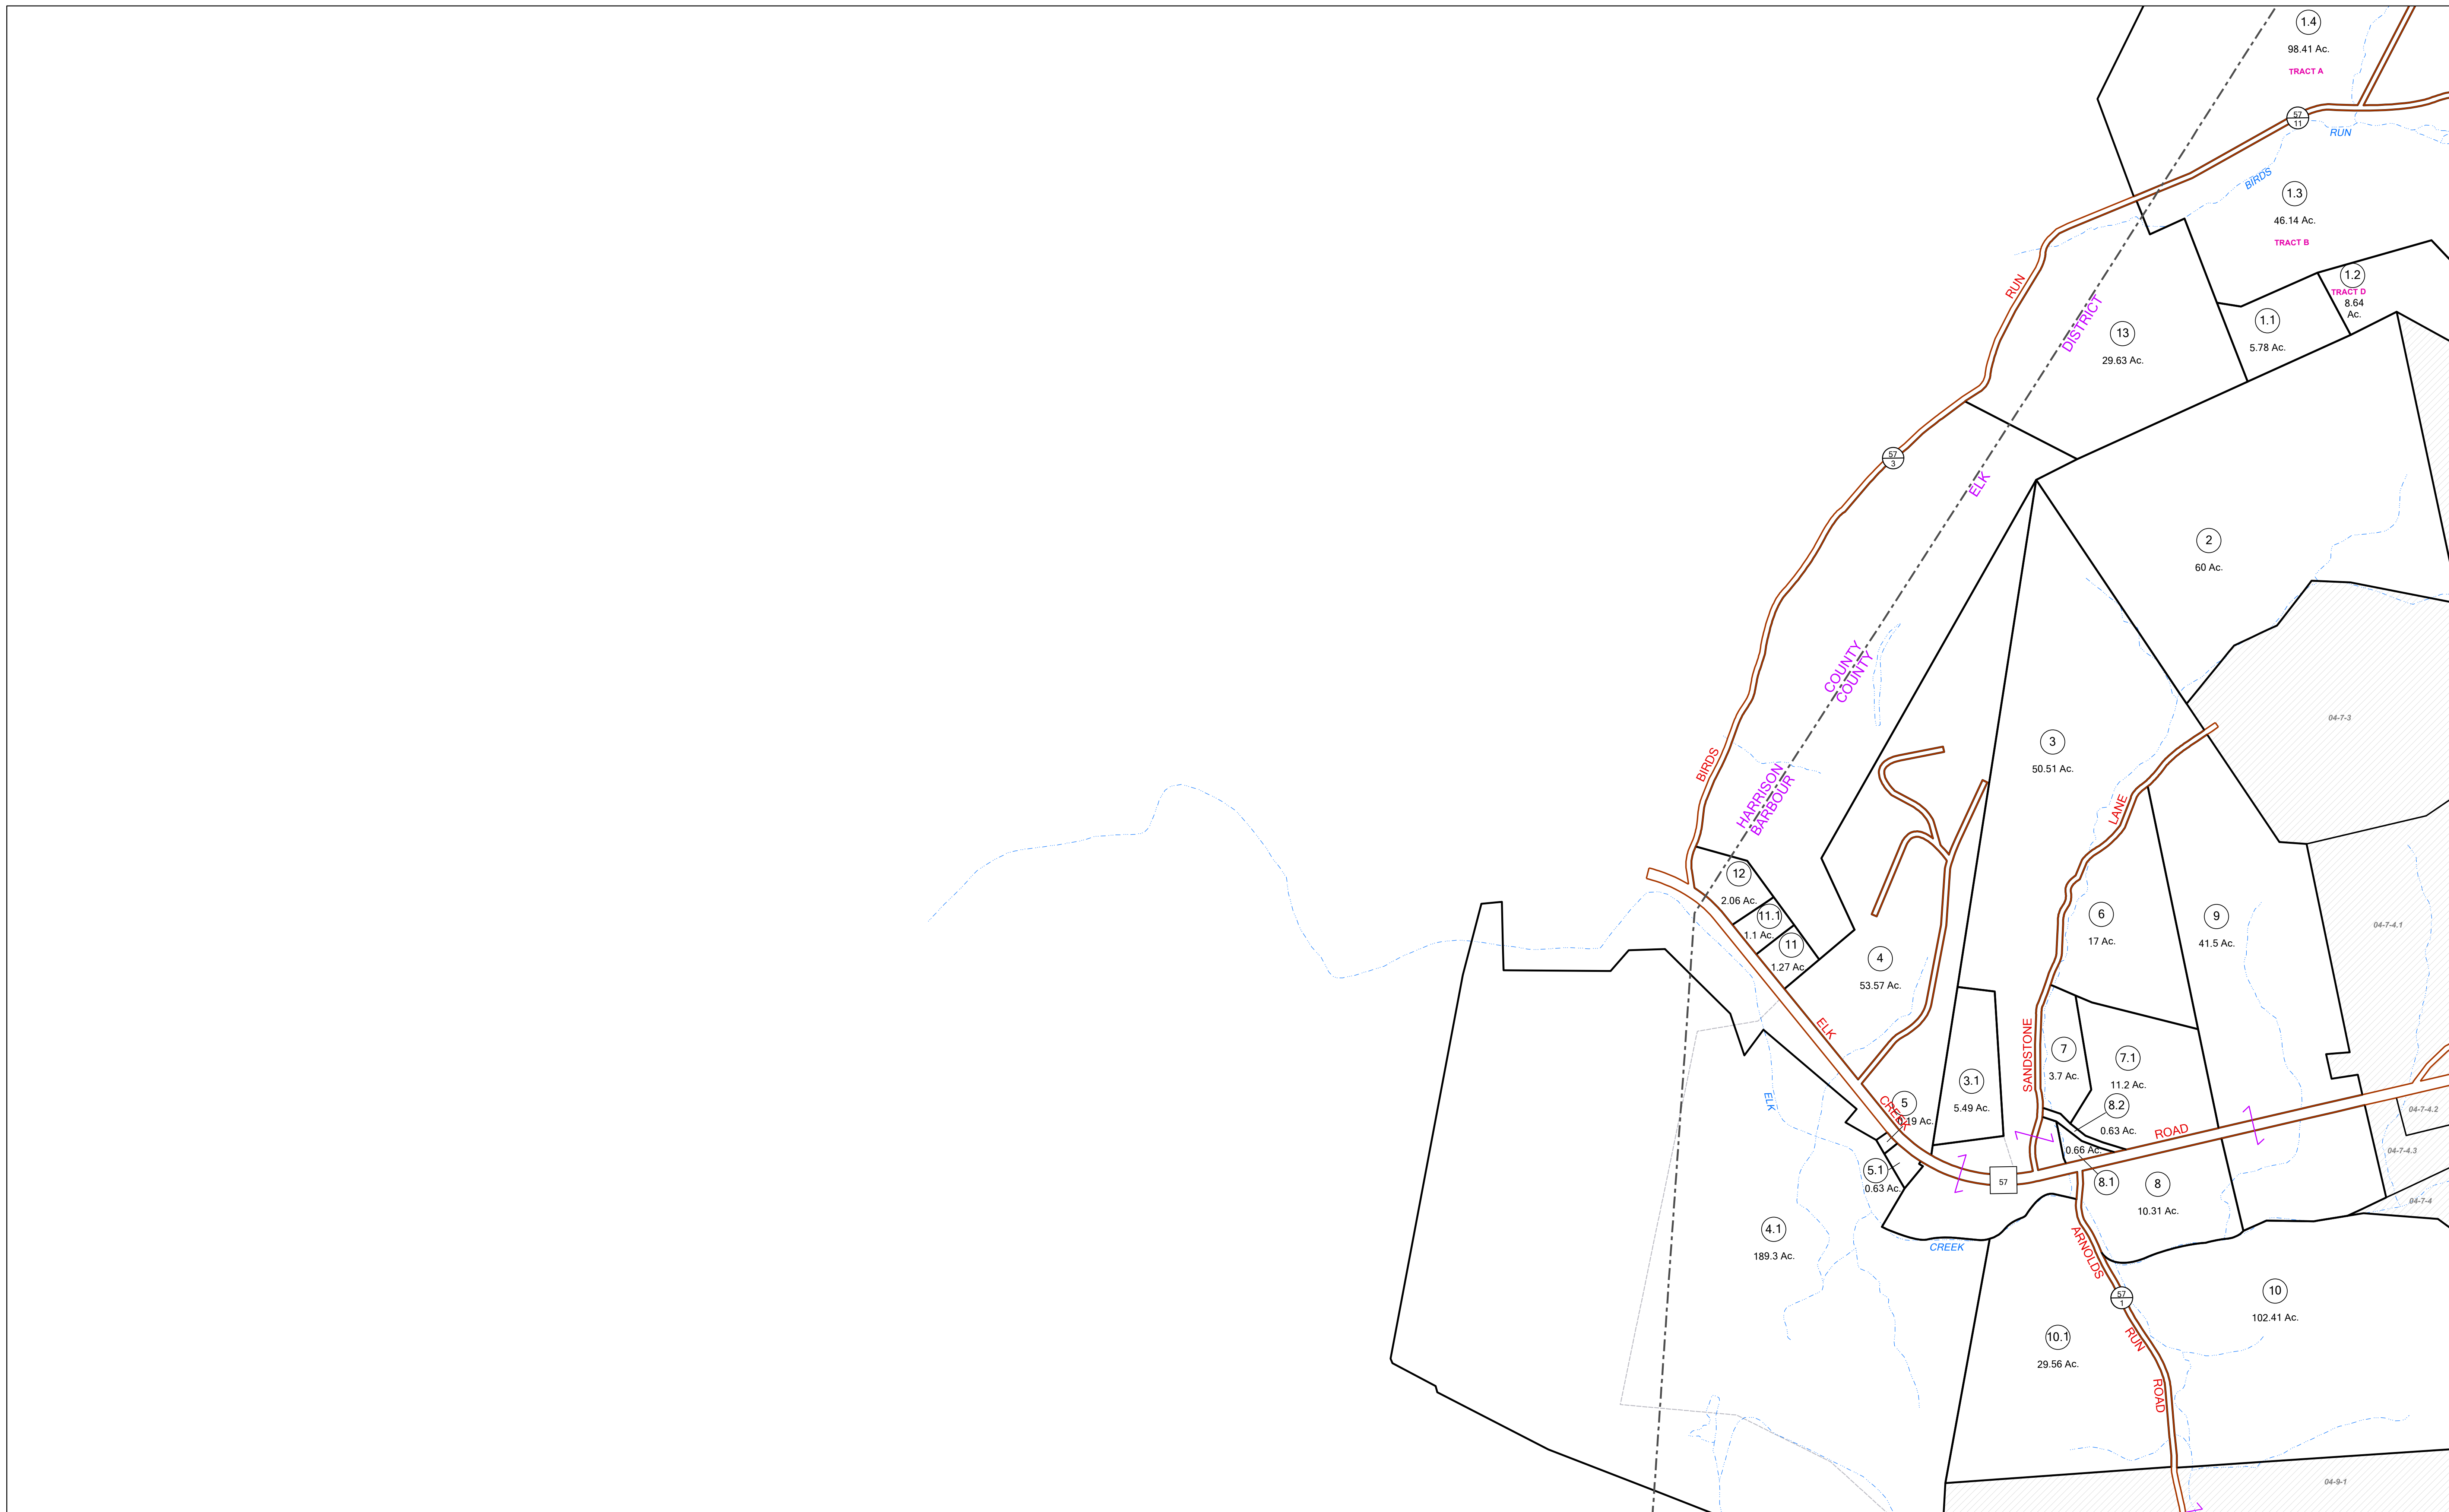 1.4
98.41 Ac.
TRACT A
57
11
RUN
BIRDS
1.3
46.14 Ac.
TRACT B
1.2
TRACT D
8.64
Ac.
1.1
5.78 Ac.
RUN
DISTRICT
13
29.63 Ac.
57
3
ELK
2
60 Ac.
COUNTY
COUNTY
04-7-3
3
50.51 Ac.
BIRDS
HARRISON
BARBOUR
LANE
12
2.06 Ac.
11.1
1.1 Ac.
11
1.27 Ac.
4
53.57 Ac.
6
17 Ac.
9
41.5 Ac.
04-7-4.1
ELK
SANDSTONE
7
3.7 Ac.
7.1
11.2 Ac.
3.1
5.49 Ac.
ELK
5
0.19 Ac.
CREEK
8.2
0.63 Ac.
04-7-4.2
ROAD
0.66 Ac.
04-7-4.3
5.1
0.63 Ac.
57
8.1
8
10.31 Ac.
04-7-4
4.1
189.3 Ac.
CREEK
ARNOLDS
57
1
10
102.41 Ac.
10.1
29.56 Ac.
RUN
ROAD
04-9-1